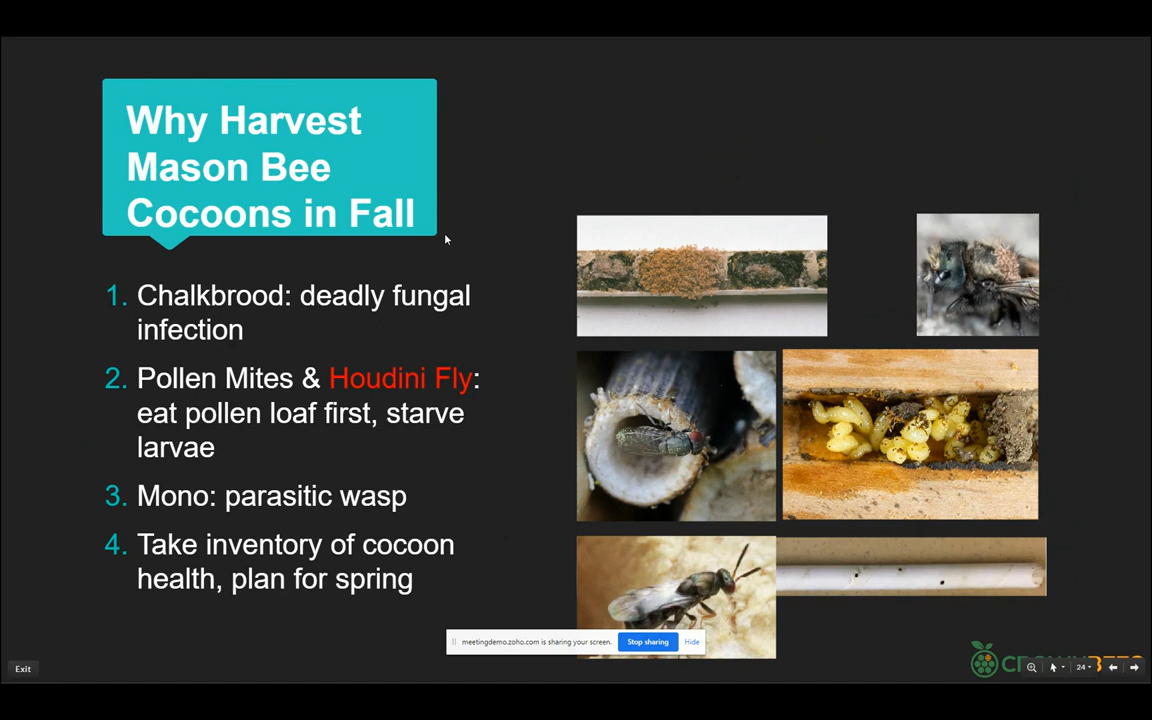 Why Harvest
Mason Bee
Cocoons in Fall
1. Chalkbrood: deadly fungal
infection
2. Pollen Mites & Houdini Fly:
eat pollen loaf first, starve
larvae
3. Mono: parasitic wasp
4. Take inventory of cocoon
health, plan for spring
meetingdemo.zoho.com is sharing your screen.
Stop sharing
Hide
Exit
24